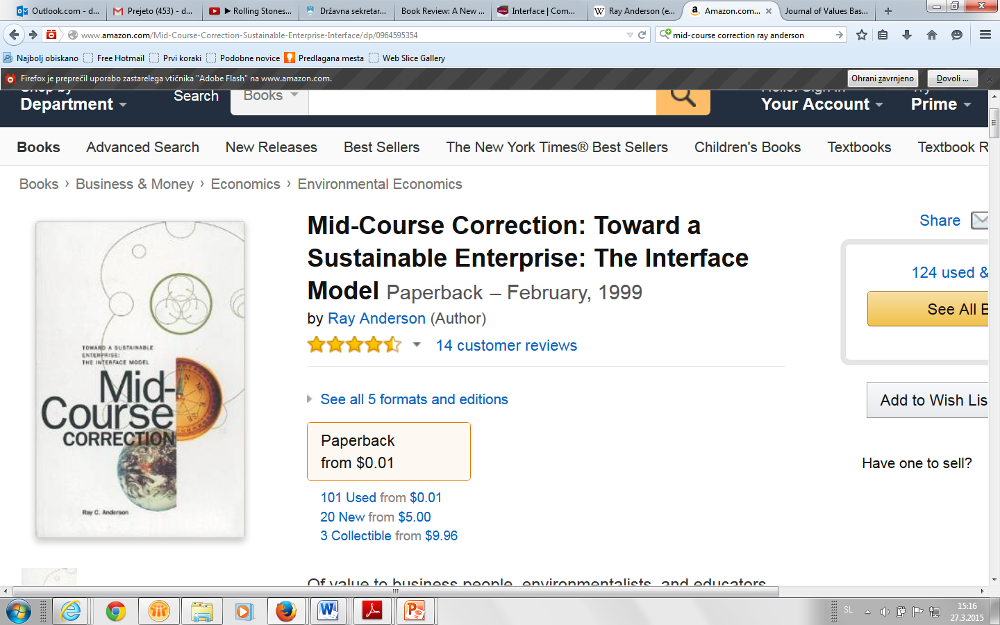 Outlook.com - d...
Prejeto (453) - d...
▶ Rolling Stones...
Državna sekretar...
Book Review: A New ...
Interface | Com...
Ray Anderson (e...
Amazon.com...
Journal of Values Bas...
www.amazon.com/Mid-Course-Correction-Sustainable-Enterprise-Interface/dp/0964595354
mid-course correction ray anderson
Najbolj obiskano
Free Hotmail
Prvi koraki
Podobne novice
Predlagana mesta
Web Slice Gallery
Firefox je preprečil uporabo zastarelega vtičnika "Adobe Flash" na www.amazon.com.
Ohrani zavrnjeno
Dovoli ...
Shop by
Department
Search
Books
Hello. Sign in
Your Account
Try
Prime
Books
Advanced Search
New Releases
Best Sellers
The New York Times® Best Sellers
Children's Books
Textbooks
Textbook R
Books › Business & Money › Economics › Environmental Economics
TOWARD A SUSTAINABLE
ENTERPRISE:
THE INTERFACE MODEL
Mid-
Course
CORRECTION
Ray C. Anderson
Mid-Course Correction: Toward a
Sustainable Enterprise: The Interface
Model Paperback – February, 1999
by Ray Anderson (Author)
14 customer reviews
See all 5 formats and editions
Paperback
from $0.01
101 Used from $0.01
20 New from $5.00
3 Collectible from $9.96
Of value to business people, environmentalists, and educators
Share
124 used &
See All B
Add to Wish Lis
Have one to sell?
SL
15:16
27.3.2015